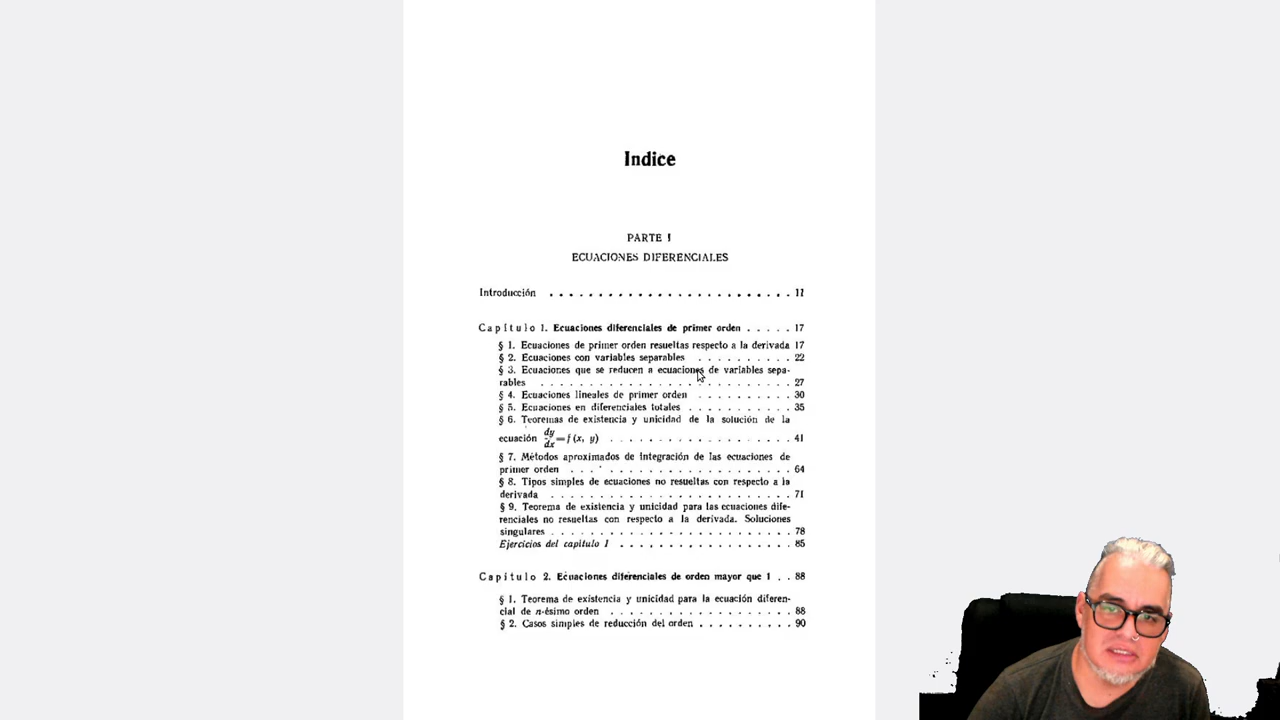 Indice
PARTE I
ECUACIONES DIFERENCIALES
Introducción . . . . . . . . . . . . . . . . . . . . . . . . . 11
Capítulo 1. Ecuaciones diferenciales de primer orden . . . . . 17
§ 1. Ecuaciones de primer orden resueltas respecto a la derivada 17
§ 2. Ecuaciones con variables separables . . . . . . . . . . 22
§ 3. Ecuaciones que se reducen a ecuaciones de variables sepa-
rables . . . . . . . . . . . . . . . . . . . . . . . . . 27
§ 4. Ecuaciones lineales de primer orden . . . . . . . . . . 30
§ 5. Ecuaciones en diferenciales totales . . . . . . . . . . . 35
§ 6. Teoremas de existencia y unicidad de la solución de la
ecuación dy/dx = f (x, y) . . . . . . . . . . . . . . . . . . 41
§ 7. Métodos aproximados de integración de las ecuaciones de
primer orden . . . . . . . . . . . . . . . . . . . . . . 64
§ 8. Tipos simples de ecuaciones no resueltas con respecto a la
derivada . . . . . . . . . . . . . . . . . . . . . . . . 71
§ 9. Teorema de existencia y unicidad para las ecuaciones dife-
renciales no resueltas con respecto a la derivada. Soluciones
singulares . . . . . . . . . . . . . . . . . . . . . . . . 78
Ejercicios del capítulo 1 . . . . . . . . . . . . . . . . . . 85
Capítulo 2. Ecuaciones diferenciales de orden mayor que 1 . . 88
§ 1. Teorema de existencia y unicidad para la ecuación diferen-
cial de n-ésimo orden . . . . . . . . . . . . . . . . . . 88
§ 2. Casos simples de reducción del orden . . . . . . . . . . 90